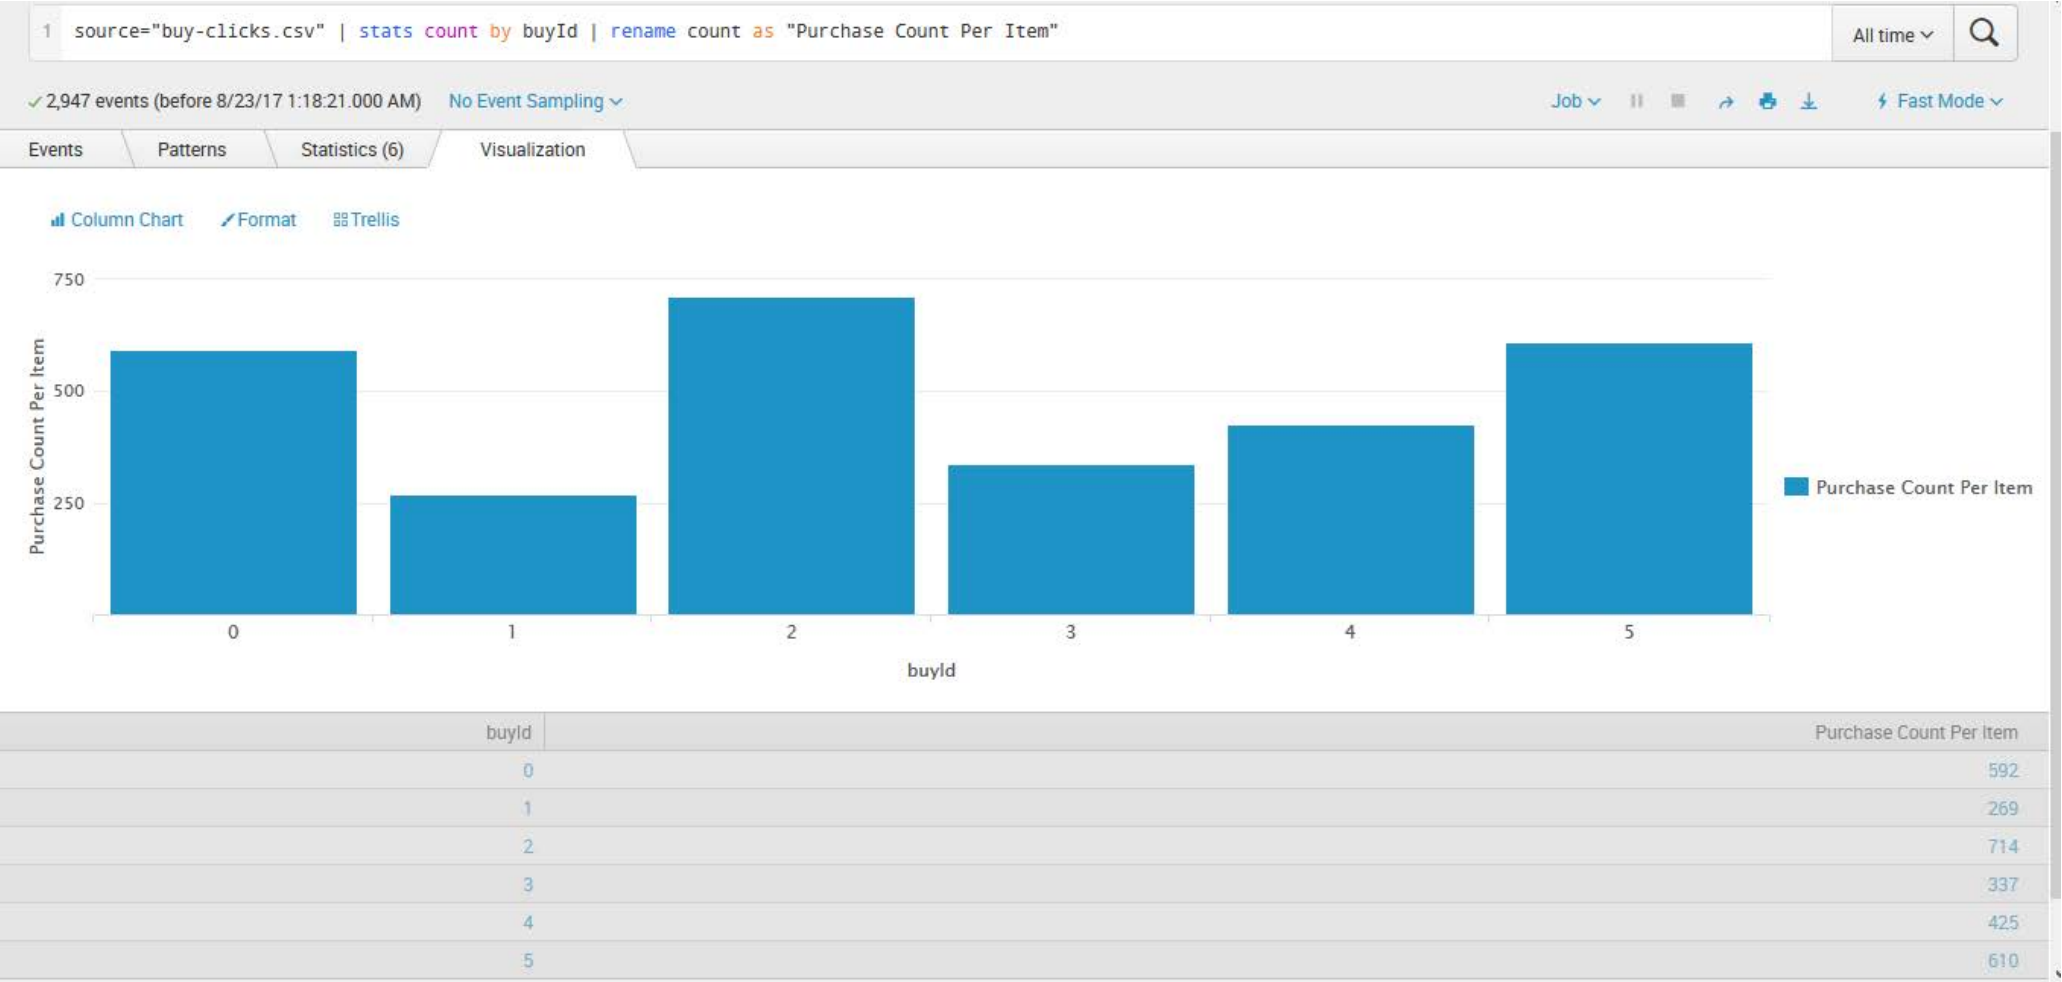 1 source="buy-clicks.csv" | stats count by buyId | rename count as "Purchase Count Per Item"
All time
2,947 events (before 8/23/17 1:18:21.000 AM) No Event Sampling
Job Fast Mode
Events Patterns Statistics (6) Visualization
Column Chart Format Trellis
750
500
250
Purchase Count Per Item
Purchase Count Per Item
0 1 2 3 4 5
buyId
buyId Purchase Count Per Item
0 592
1 269
2 714
3 337
4 425
5 610